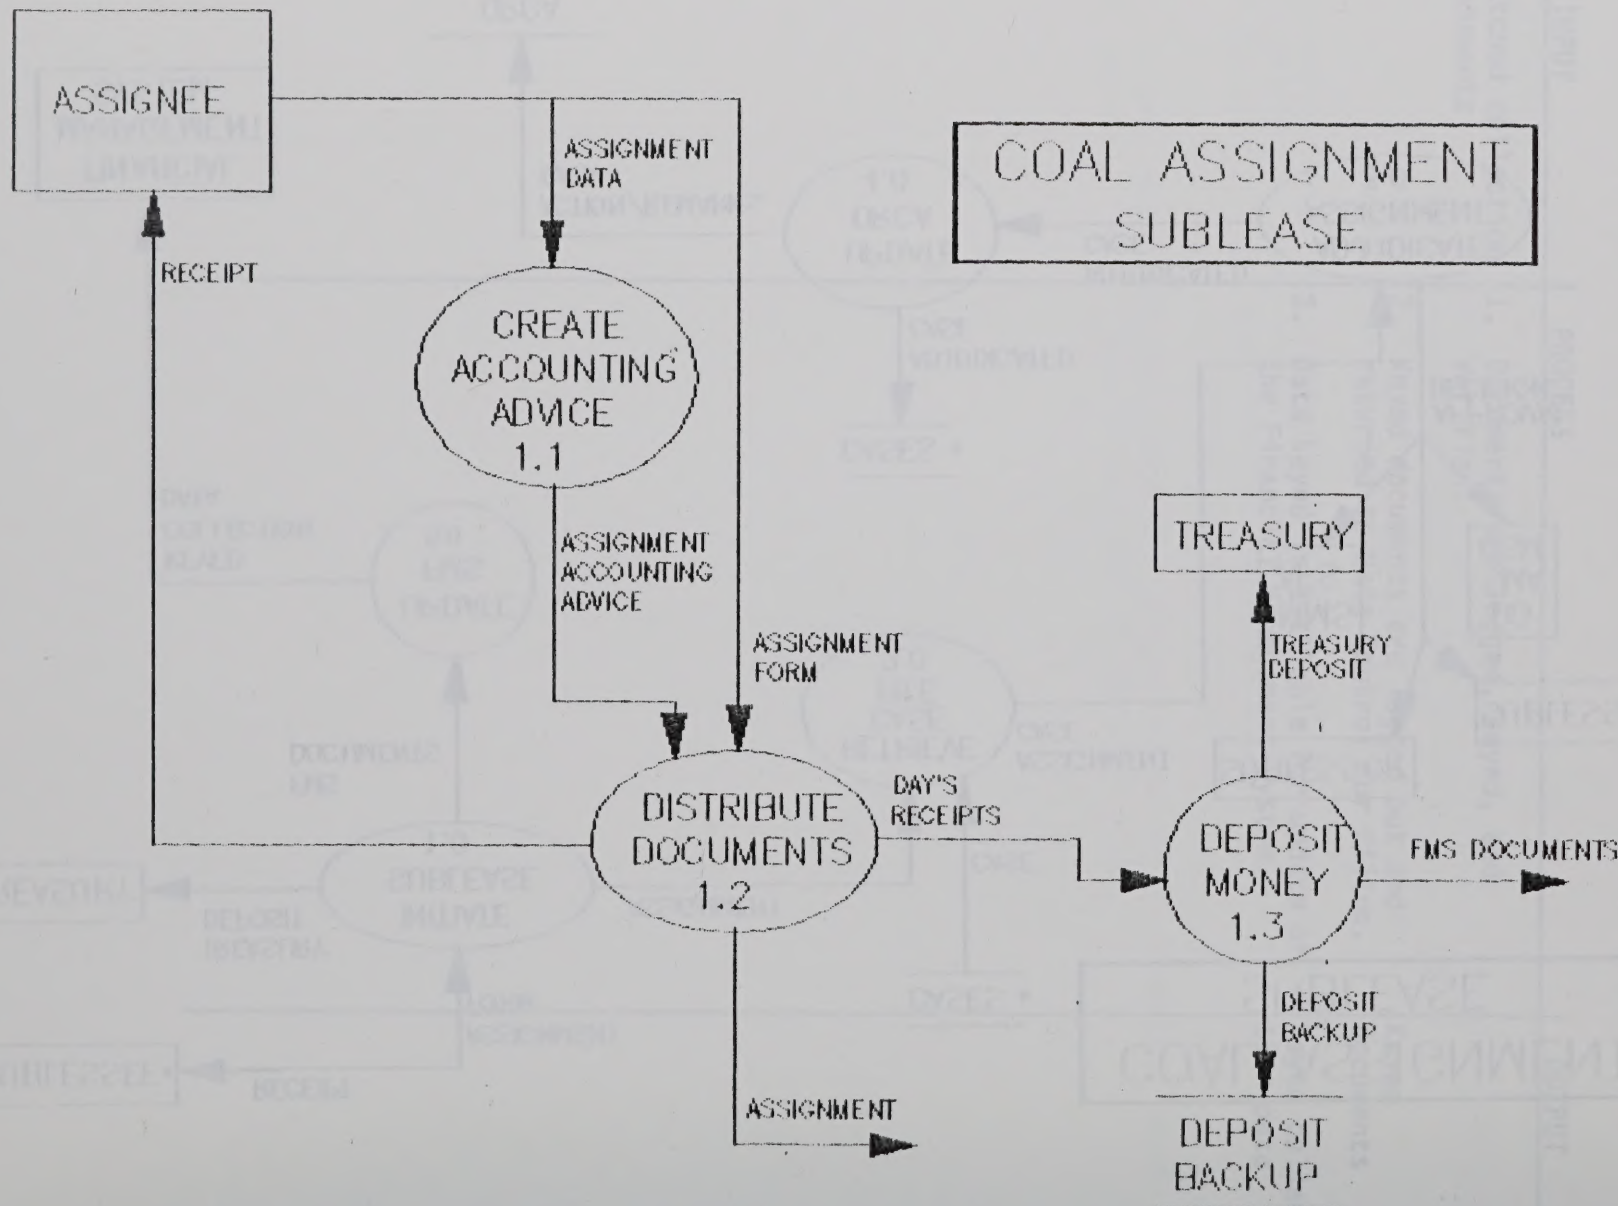 ASSIGNEE
COAL ASSIGNMENT
SUBLEASE
ASSIGNMENT
DATA
RECEIPT
CREATE
ACCOUNTING
ADVICE
1.1
ASSIGNMENT
ACCOUNTING
ADVICE
ASSIGNMENT
FORM
TREASURY
TREASURY
DEPOSIT
DISTRIBUTE
DOCUMENTS
1.2
DAY'S
RECEIPTS
DEPOSIT
MONEY
1.3
FMS DOCUMENTS
DEPOSIT
BACKUP
ASSIGNMENT
DEPOSIT
BACKUP